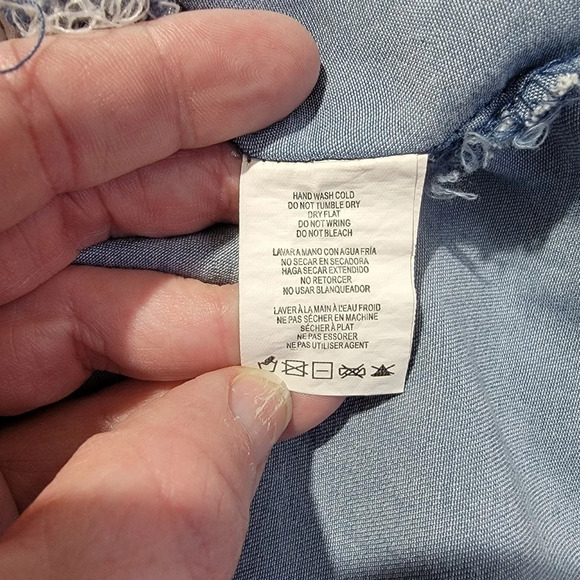 HAND WASH COLD
DO NOT TUMBLE DRY
DRY FLAT
DO NOT WRING
DO NOT BLEACH
LAVAR A MANO CON AGUA FRÍA
NO SECAR EN SECADORA
HAGA SECAR EXTENDIDO
NO RETORCER
NO USAR BLANQUEADOR
LAVER À LA MAIN À L'EAU FROID
NE PAS SÉCHER EN MACHINE
SÉCHER À PLAT
NE PAS ESSORER
NE PAS UTILISER AGENT